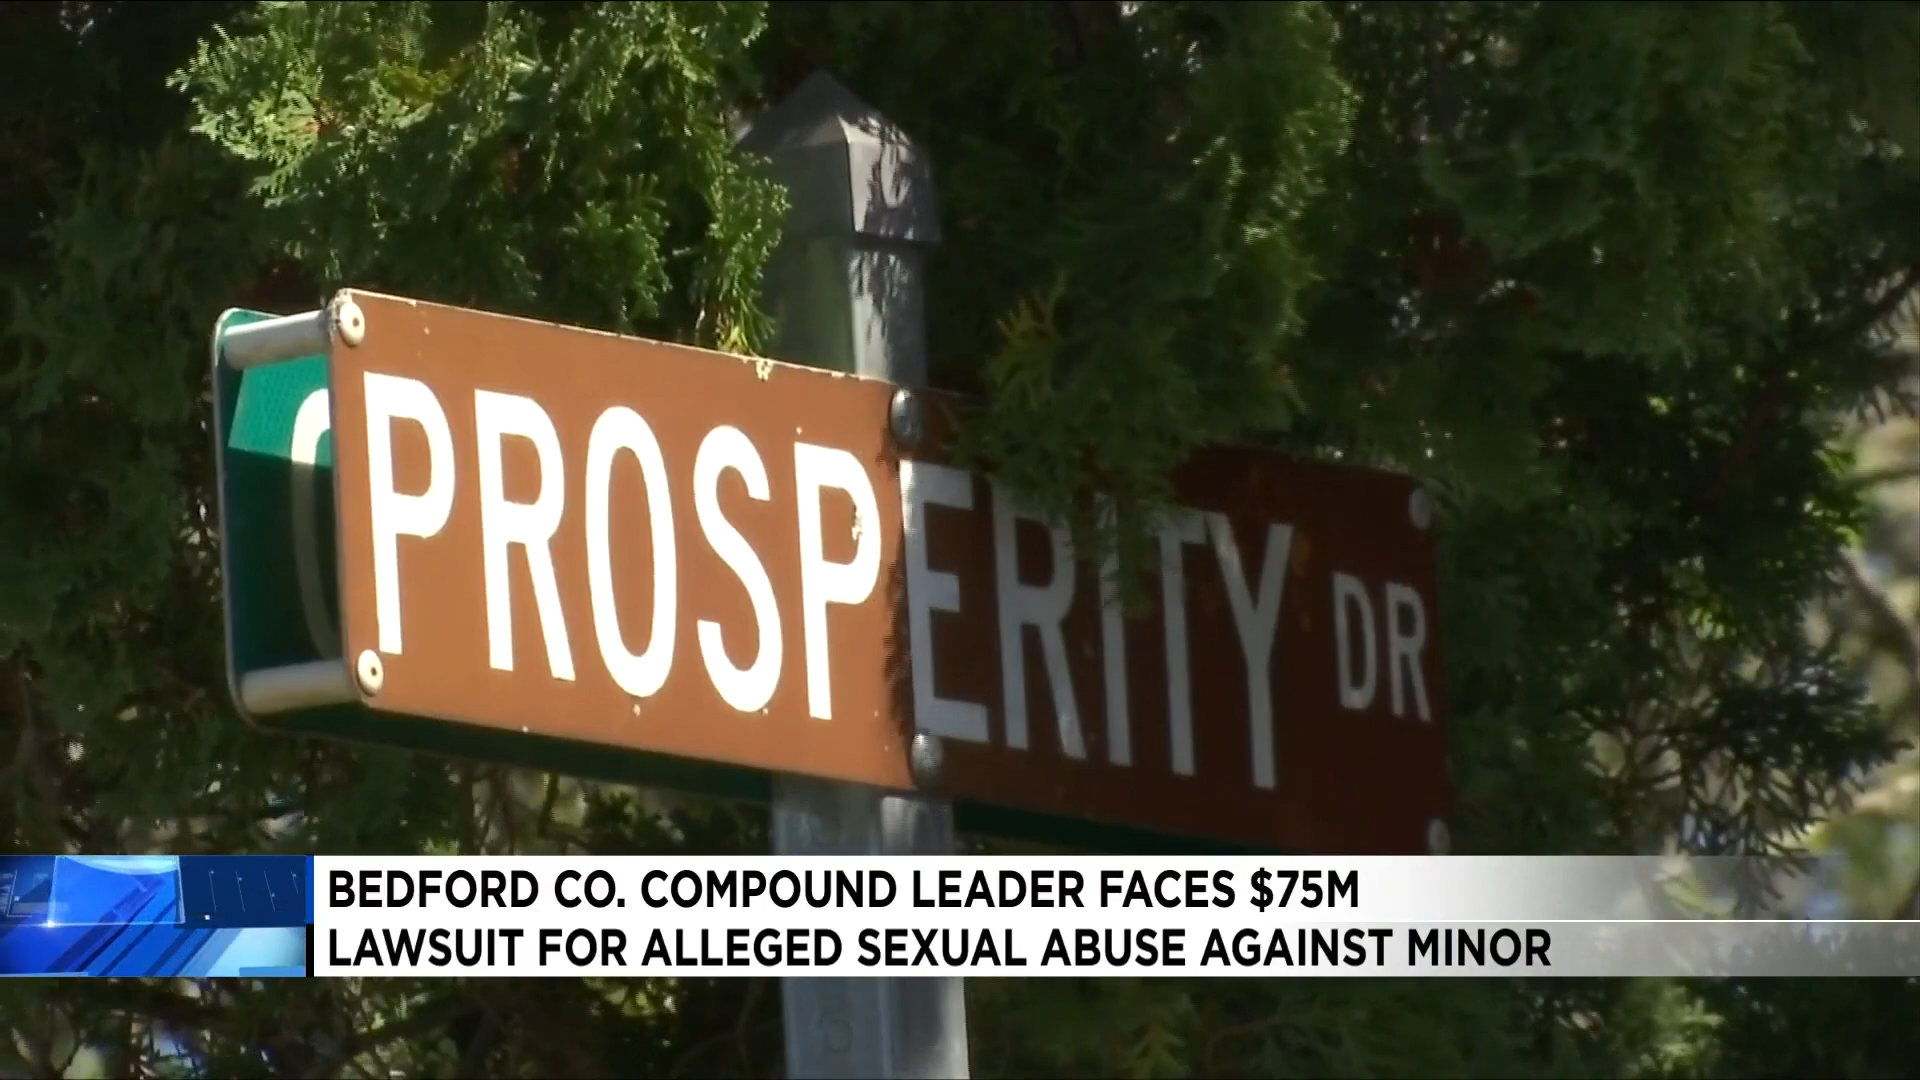 PROSPERITY DR
BEDFORD CO. COMPOUND LEADER FACES $75M
LAWSUIT FOR ALLEGED SEXUAL ABUSE AGAINST MINOR